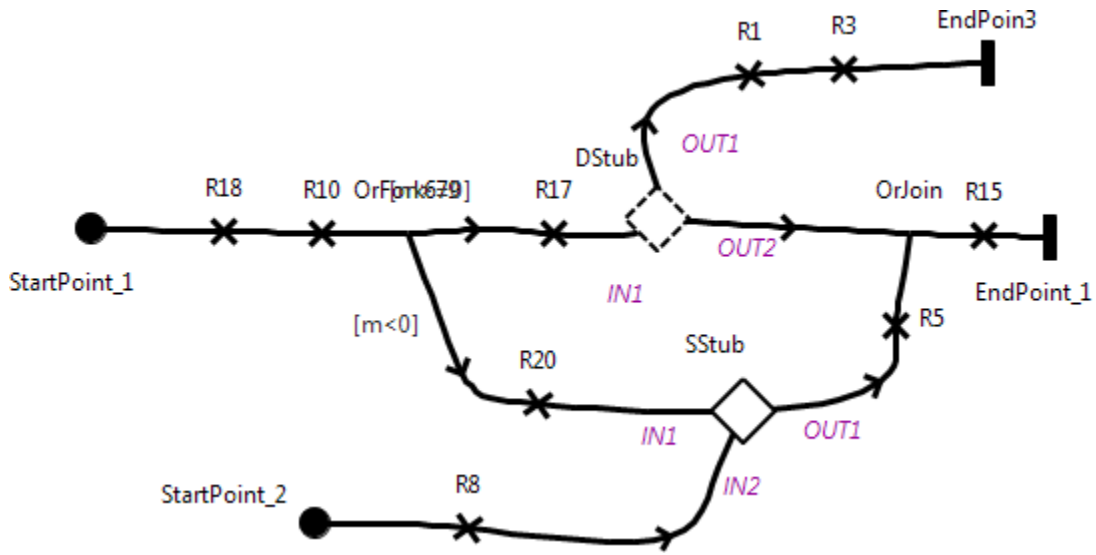 EndPoin3
R1
R3
OUT1
DStub
R18
R10
R17
OrJoin
R15
OUT2
StartPoint_1
IN1
EndPoint_1
[m<0]
R5
SStub
R20
IN1
OUT1
IN2
R8
StartPoint_2